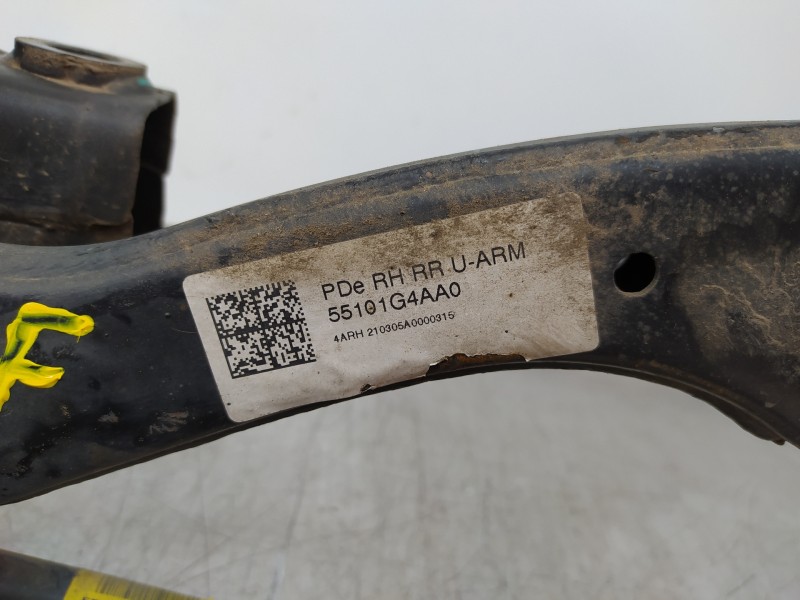 PDe RH RR U-ARM
55101G4AA0
4ARH 210305A0000315